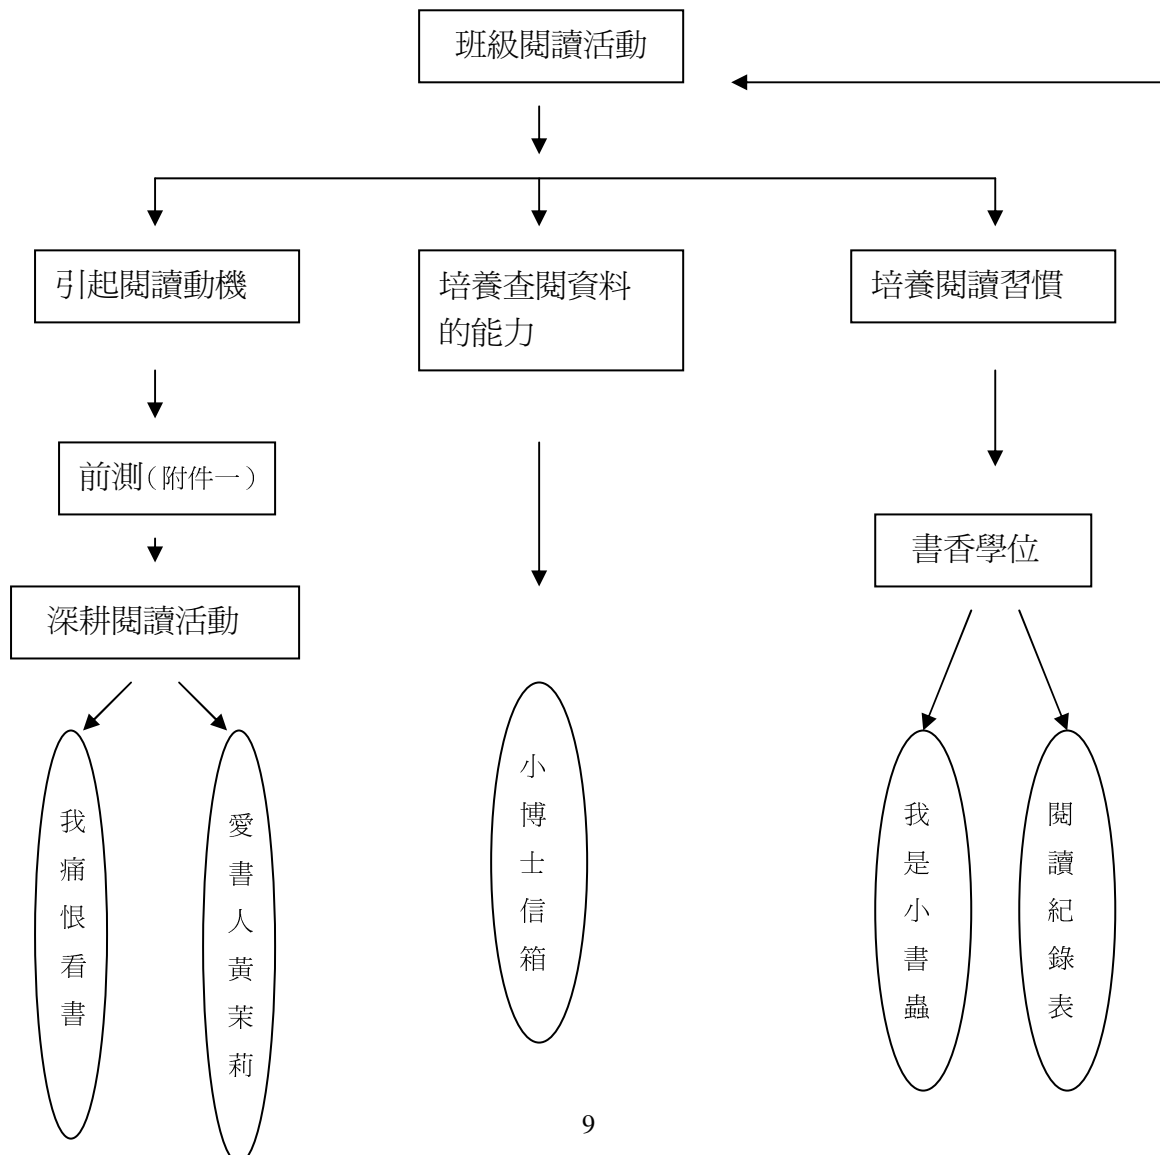 班級閱讀活動
引起閱讀動機
培養查閱資料
的能力
培養閱讀習慣
前測（附件一）
書香學位
深耕閱讀活動
我痛恨看書
愛書人黃茉莉
小博士信箱
我是小書蟲
閱讀紀錄表
9